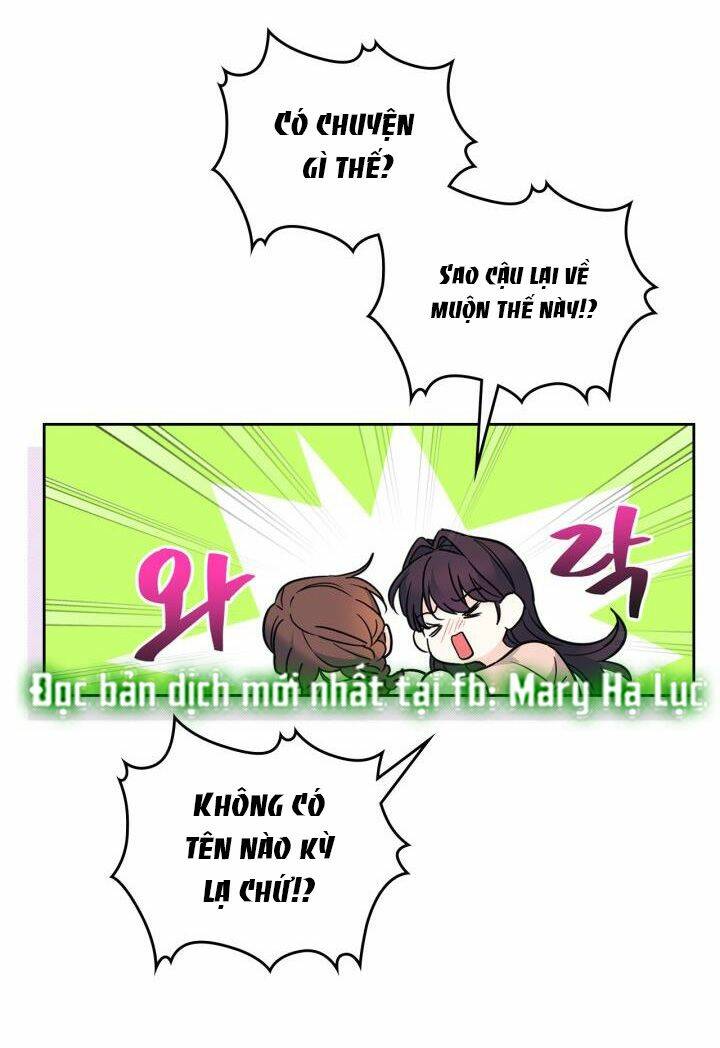 CÓ CHUYỆN
GÌ THẾ?
SAO CẬU LẠI VỀ
MUỘN THẾ NÀY!?
와 락
Đọc bản dịch mới nhất tại fb: Mary Hạ Lục
KHÔNG CÓ
TÊN NÀO KỲ
LẠ CHỨ!?